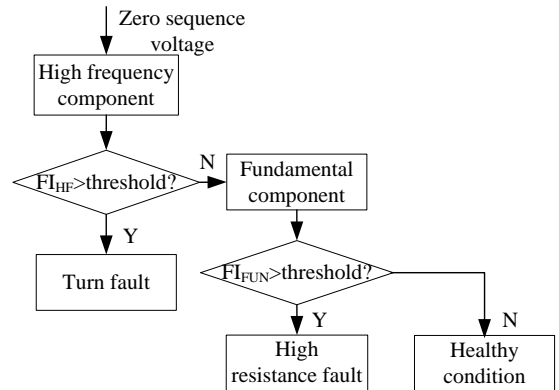 Zero sequence
voltage
High frequency
component
FIHF>threshold?
N
Fundamental
component
Y
Turn fault
FIFUN>threshold?
Y
N
High
resistance fault
Healthy
condition